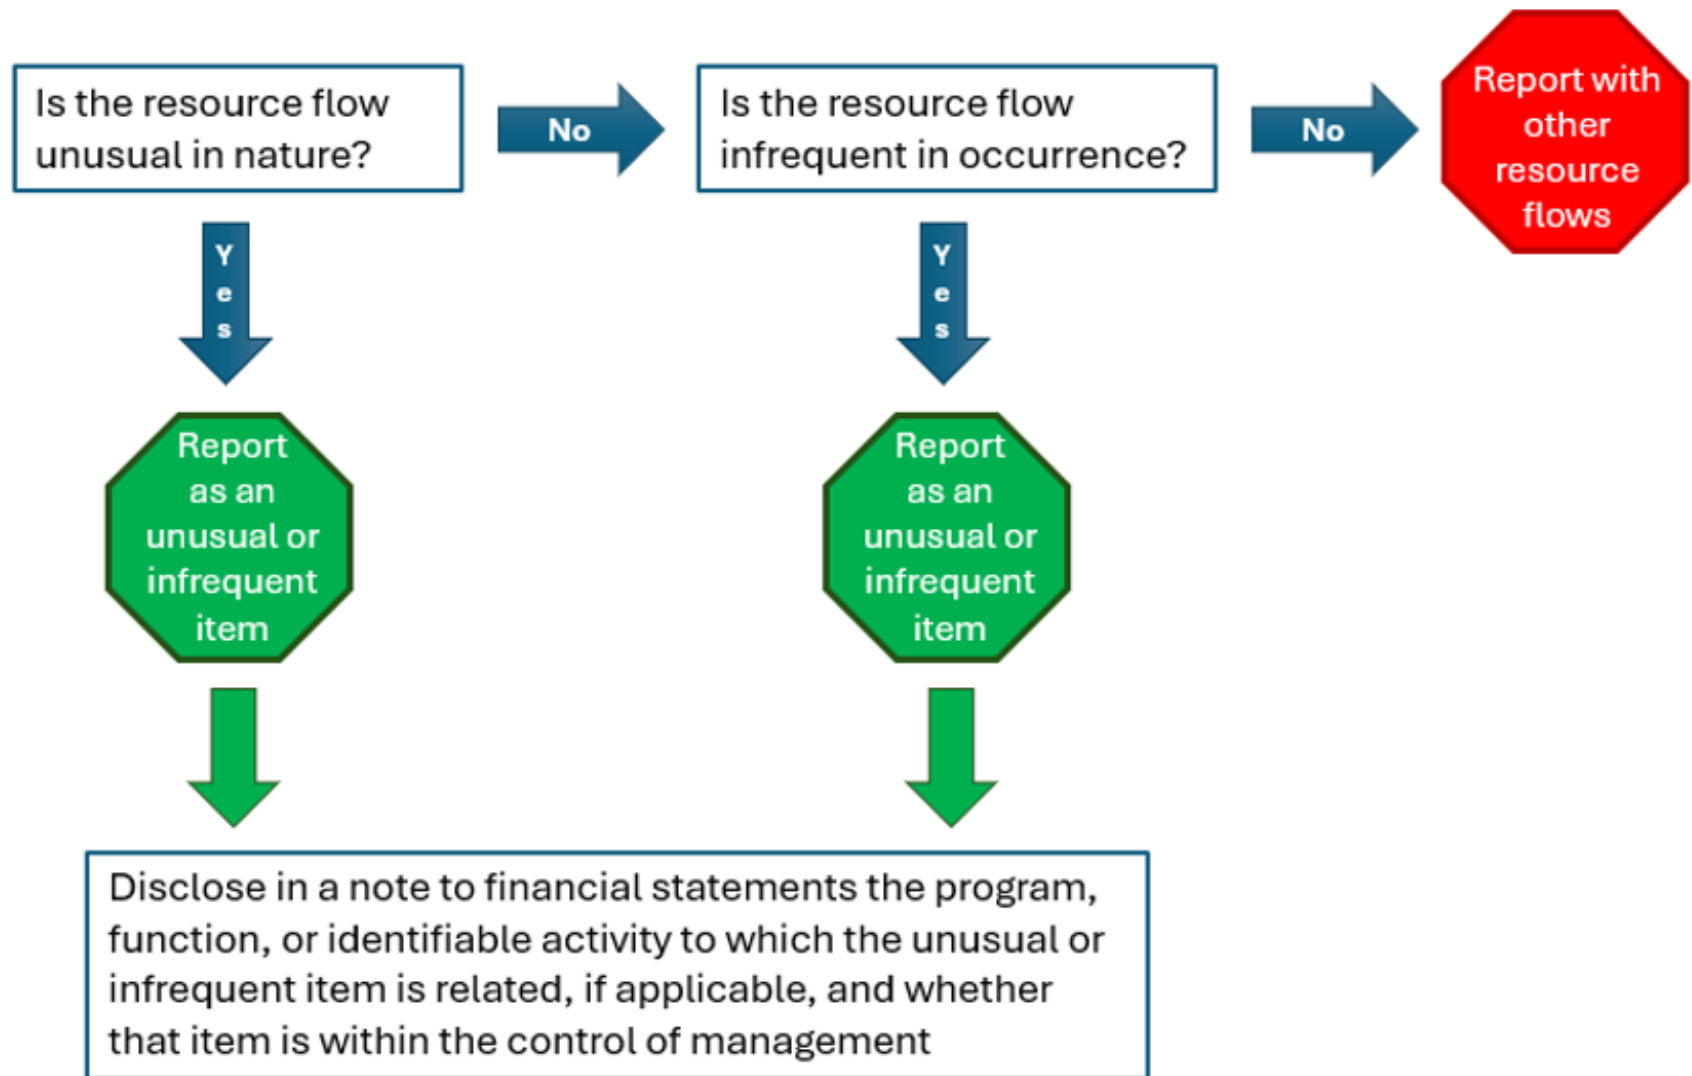 Is the resource flow
unusual in nature?
No
Is the resource flow
infrequent in occurrence?
No
Report with
other
resource
flows
Yes
Yes
Report
as an
unusual or
infrequent
item
Report
as an
unusual or
infrequent
item
Disclose in a note to financial statements the program,
function, or identifiable activity to which the unusual or
infrequent item is related, if applicable, and whether
that item is within the control of management